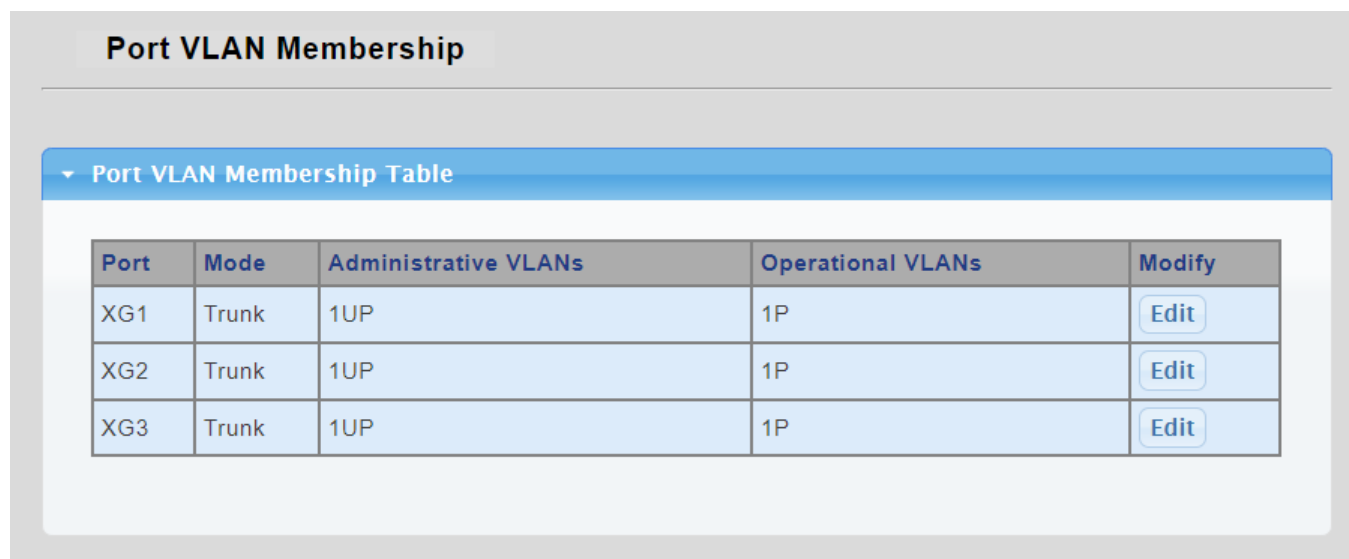 Port VLAN Membership
Port VLAN Membership Table
Port Mode Administrative VLANs Operational VLANs Modify
XG1 Trunk 1UP 1P Edit
XG2 Trunk 1UP 1P Edit
XG3 Trunk 1UP 1P Edit